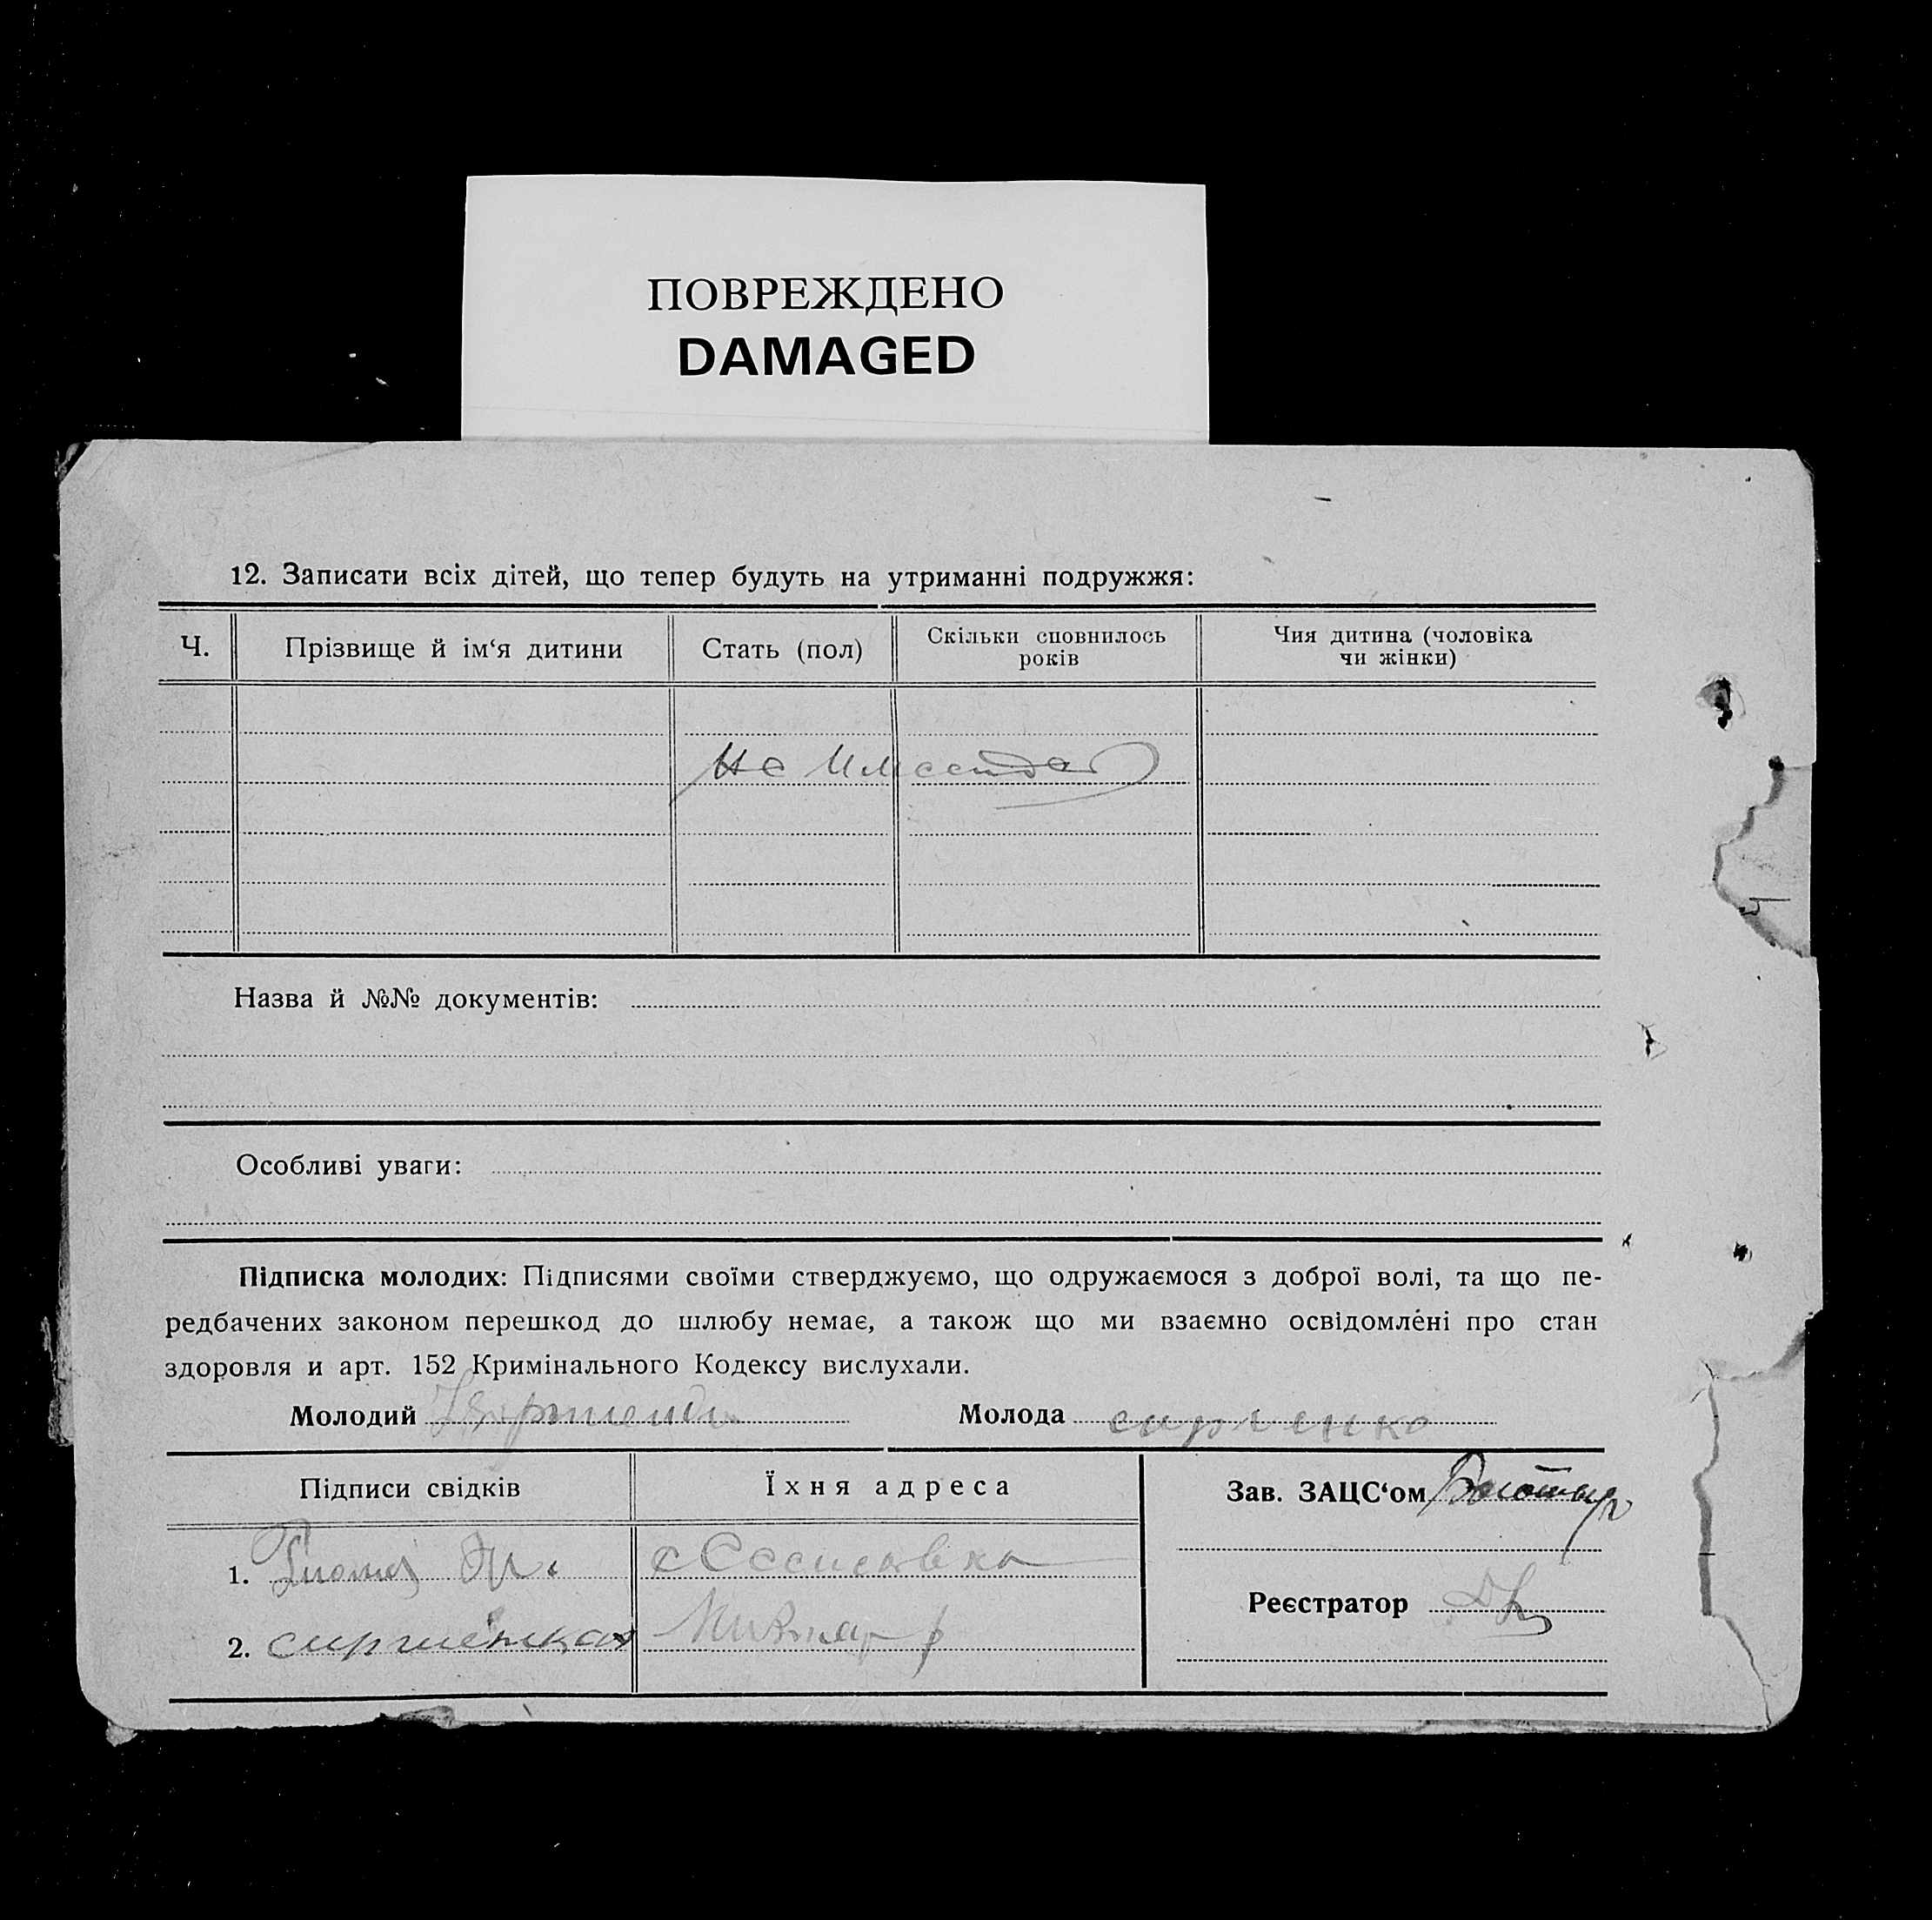 ПОВРЕЖДЕНО
DAMAGED
12. Записати всіх дітей, що тепер будуть на утриманні подружжя:
Ч. Прізвище й ім‘я дитини Стать (пол) Скільки сповнилось років Чия дитина (чоловіка чи жінки)
Не
Назва й №№ документів:
Особливі уваги:
Підписка молодих: Підписями своїми стверджуємо, що одружаємося з доброї волі, та що пе-
редбачених законом перешкод до шлюбу немає, а також що ми взаємно освідомлéні про стан
здоровля и арт. 152 Кримінального Кодексу вислухали.
Молодий Молода
Підписи свідків Їхня адреса Зав. ЗАЦС‘ом
1.
Реєстратор
2.